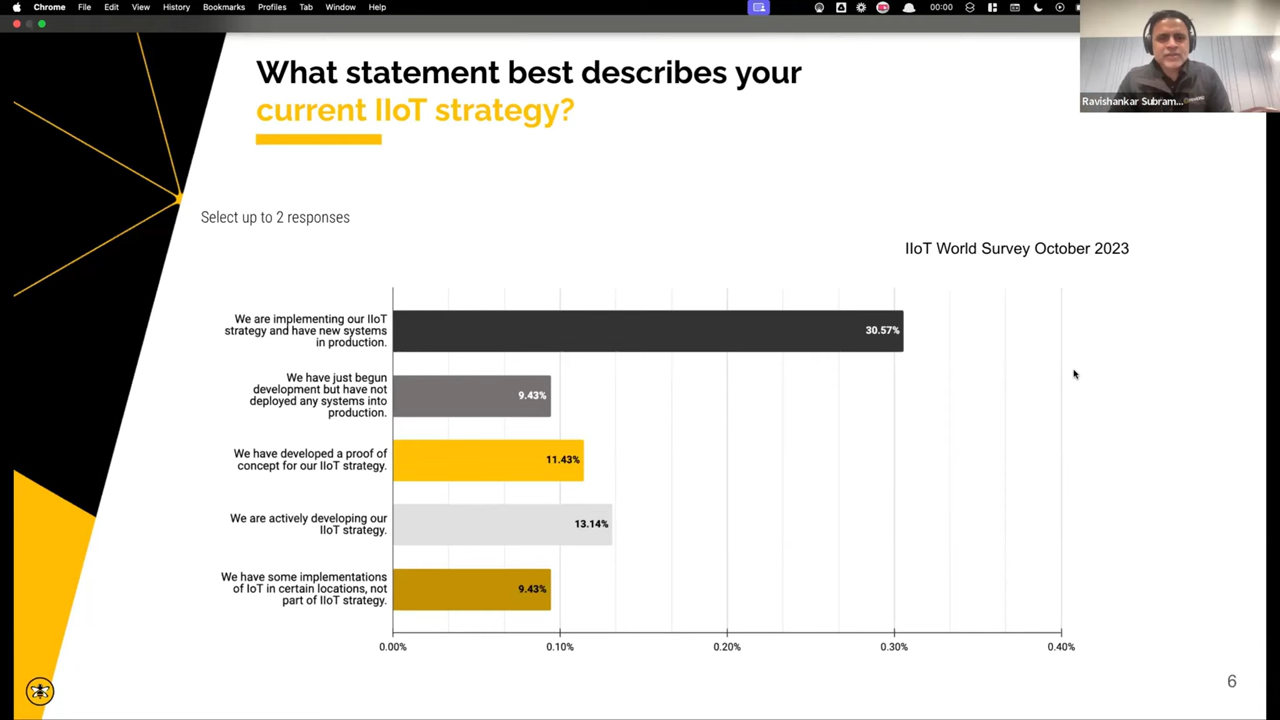 Chrome File Edit View History Bookmarks Profiles Tab Window Help 00:00
What statement best describes your
current IIoT strategy?
Ravishankar Subram...
Select up to 2 responses
IIoT World Survey October 2023
We are implementing our IIoT
strategy and have new systems
in production.
30.57%
We have just begun
development but have not
deployed any systems into
production.
9.43%
We have developed a proof of
concept for our IIoT strategy.
11.43%
We are actively developing our
IIoT strategy.
13.14%
We have some implementations
of IoT in certain locations, not
part of IIoT strategy.
9.43%
0.00% 0.10% 0.20% 0.30% 0.40%
6